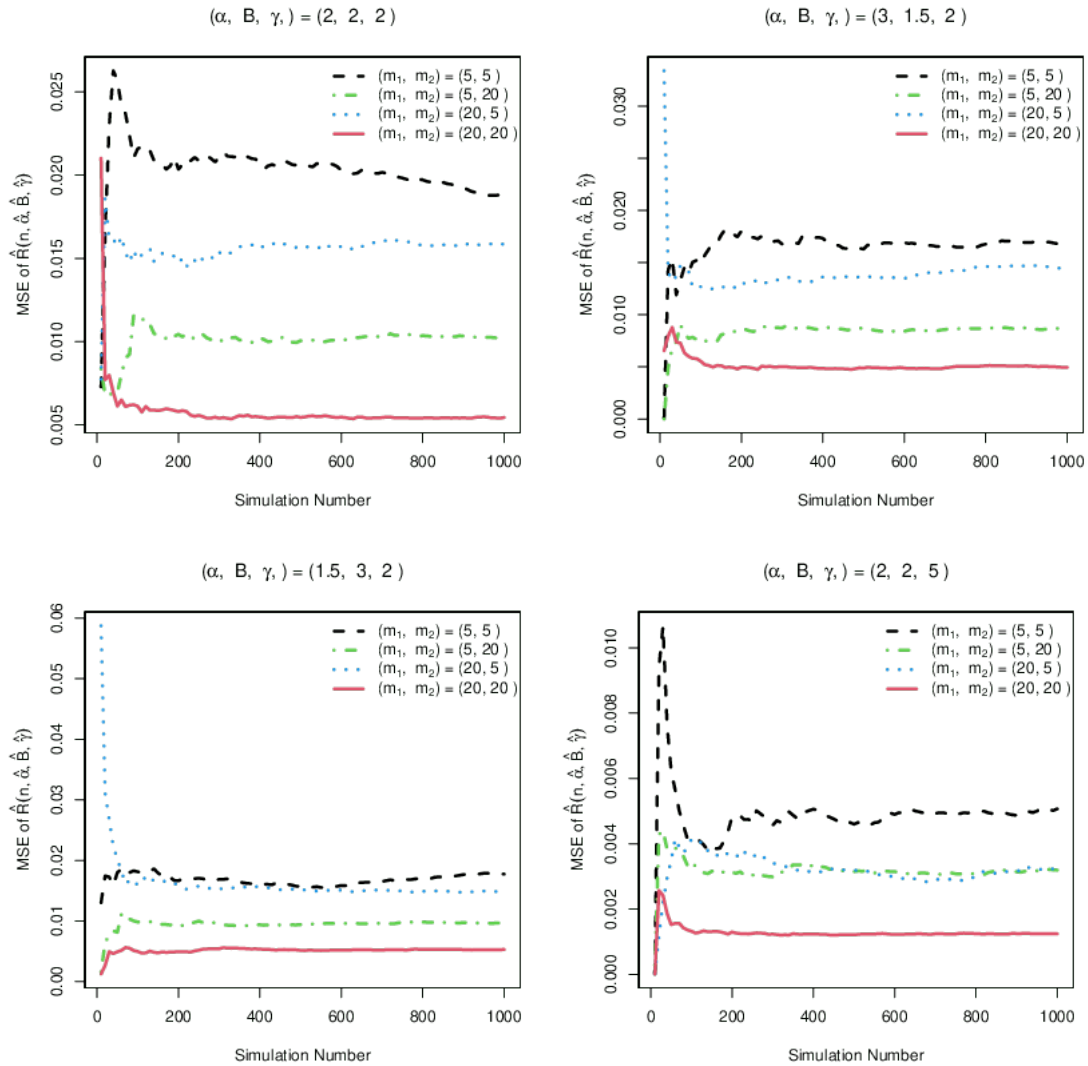 (α, B, γ,) = (2, 2, 2 )
MSE of R̂(n, α̂, B̂, γ̂)
0.025
0.020
0.015
0.010
0.005
(m₁, m₂) = (5, 5 )
(m₁, m₂) = (5, 20 )
(m₁, m₂) = (20, 5 )
(m₁, m₂) = (20, 20 )
0 200 400 600 800 1000
Simulation Number
(α, B, γ,) = (3, 1.5, 2 )
MSE of R̂(n, α̂, B̂, γ̂)
0.030
0.020
0.010
0.000
(m₁, m₂) = (5, 5 )
(m₁, m₂) = (5, 20 )
(m₁, m₂) = (20, 5 )
(m₁, m₂) = (20, 20 )
0 200 400 600 800 1000
Simulation Number
(α, B, γ,) = (1.5, 3, 2 )
MSE of R̂(n, α̂, B̂, γ̂)
0.06
0.05
0.04
0.03
0.02
0.01
0.00
(m₁, m₂) = (5, 5 )
(m₁, m₂) = (5, 20 )
(m₁, m₂) = (20, 5 )
(m₁, m₂) = (20, 20 )
0 200 400 600 800 1000
Simulation Number
(α, B, γ,) = (2, 2, 5 )
MSE of R̂(n, α̂, B̂, γ̂)
0.010
0.008
0.006
0.004
0.002
0.000
(m₁, m₂) = (5, 5 )
(m₁, m₂) = (5, 20 )
(m₁, m₂) = (20, 5 )
(m₁, m₂) = (20, 20 )
0 200 400 600 800 1000
Simulation Number